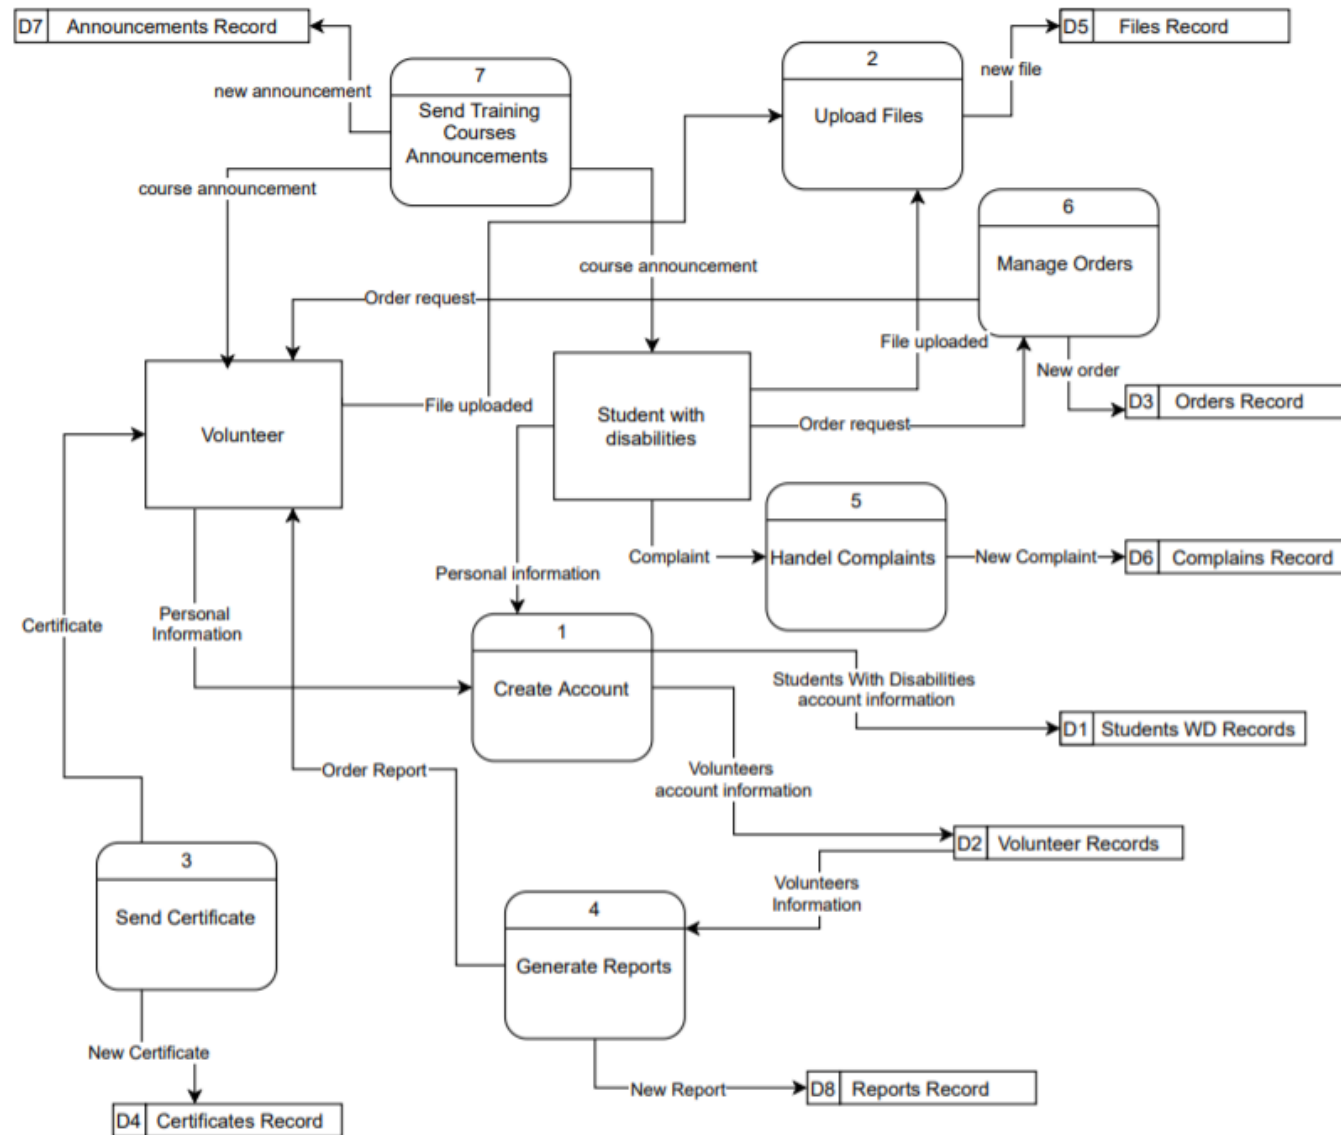 D7 Announcements Record
D5 Files Record
7
Send Training
Courses
Announcements
2
Upload Files
new file
new announcement
course announcement
6
Manage Orders
course announcement
Order request
File uploaded
New order
D3 Orders Record
Volunteer
File uploaded
Student with
disabilities
Order request
5
Handel Complaints
Complaint
New Complaint
D6 Complains Record
Personal information
Certificate
Personal
Information
1
Create Account
Students With Disabilities
account information
D1 Students WD Records
Order Report
Volunteers
account information
D2 Volunteer Records
3
Send Certificate
Volunteers
Information
4
Generate Reports
New Certificate
New Report
D8 Reports Record
D4 Certificates Record